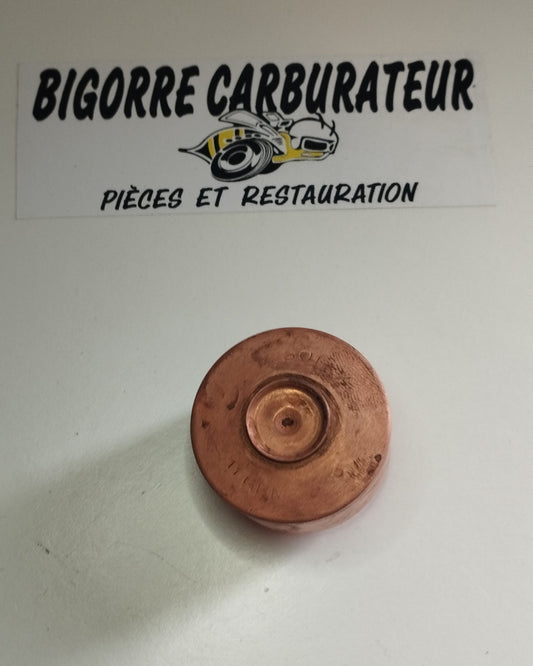 BIGORRE CARBURATEUR
PIÈCES ET RESTAURATION